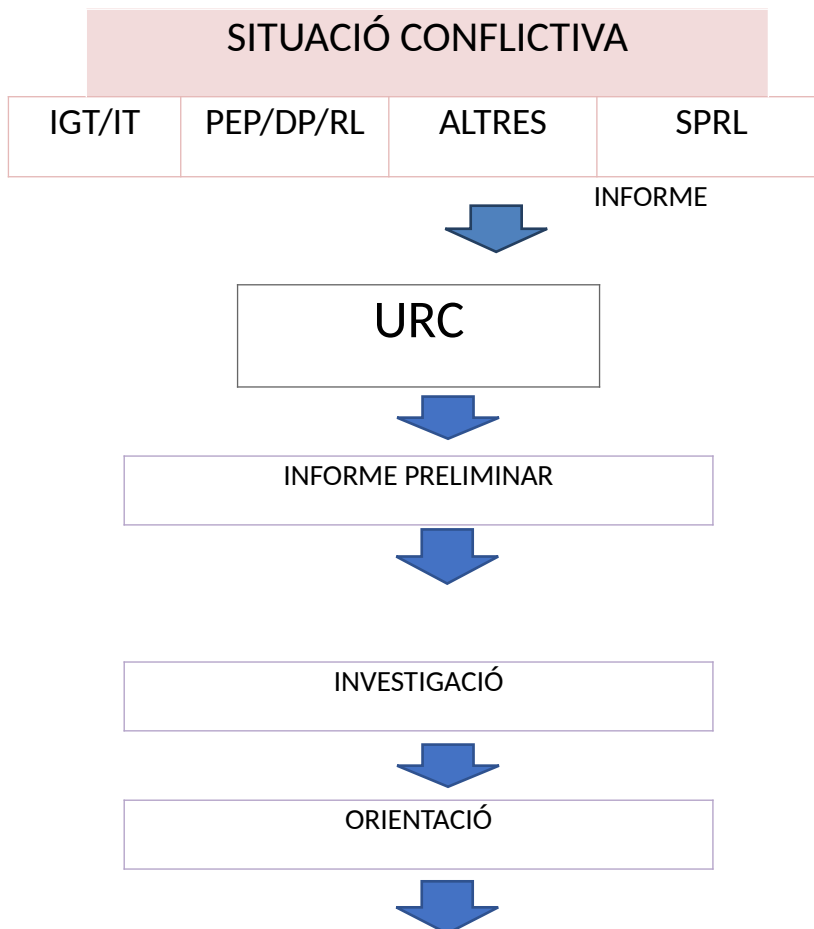 SITUACIÓ CONFLICTIVA
IGT/IT PEP/DP/RL ALTRES SPRL
INFORME
URC
INFORME PRELIMINAR
INVESTIGACIÓ
ORIENTACIÓ